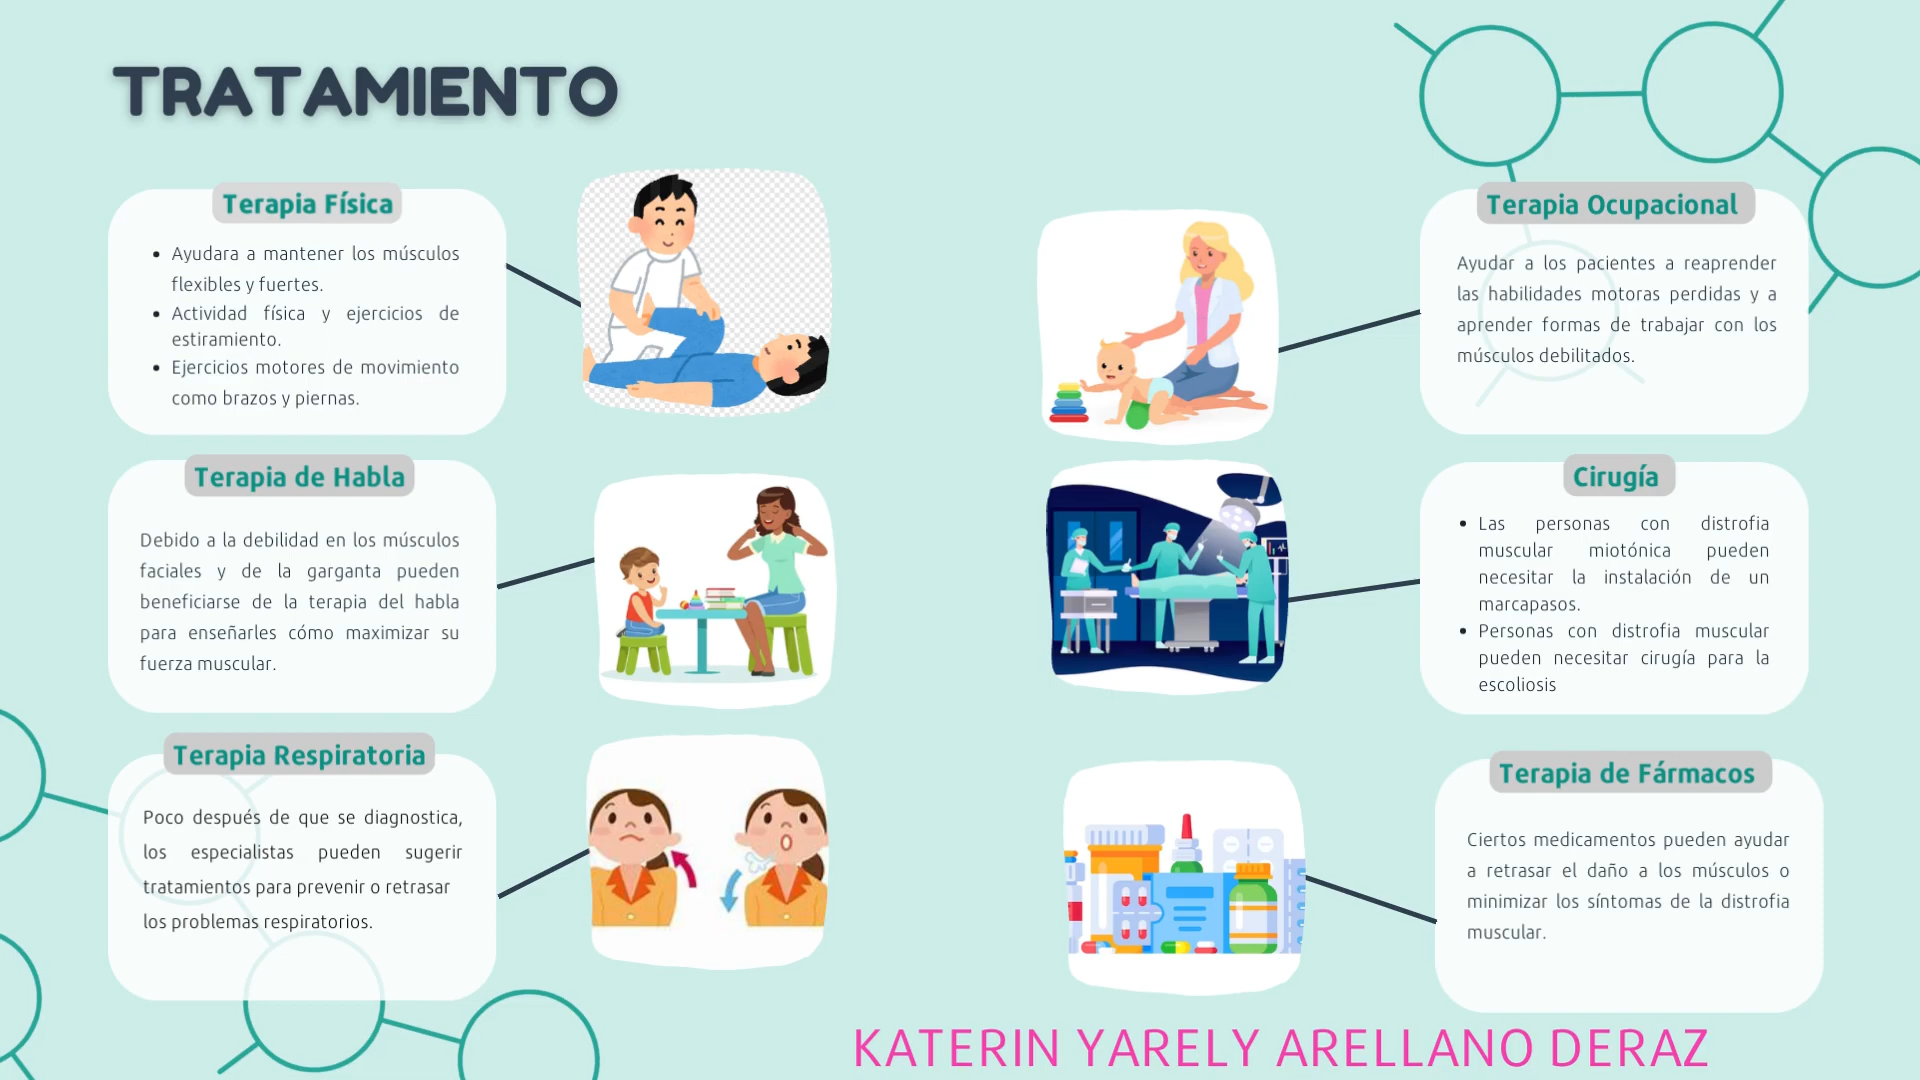 TRATAMIENTO
Terapia Física
Ayudara a mantener los músculos
flexibles y fuertes.
Actividad física y ejercicios de
estiramiento.
Ejercicios motores de movimiento
como brazos y piernas.
Terapia de Habla
Debido a la debilidad en los músculos
faciales y de la garganta pueden
beneficiarse de la terapia del habla
para enseñarles cómo maximizar su
fuerza muscular.
Terapia Respiratoria
Poco después de que se diagnostica,
los especialistas pueden sugerir
tratamientos para prevenir o retrasar
los problemas respiratorios.
Terapia Ocupacional
Ayudar a los pacientes a reaprender
las habilidades motoras perdidas y a
aprender formas de trabajar con los
músculos debilitados.
Cirugía
Las personas con distrofia
muscular miotónica pueden
necesitar la instalación de un
marcapasos.
Personas con distrofia muscular
pueden necesitar cirugía para la
escoliosis
Terapia de Fármacos
Ciertos medicamentos pueden ayudar
a retrasar el daño a los músculos o
minimizar los síntomas de la distrofia
muscular.
KATERIN YARELY ARELLANO DERAZ